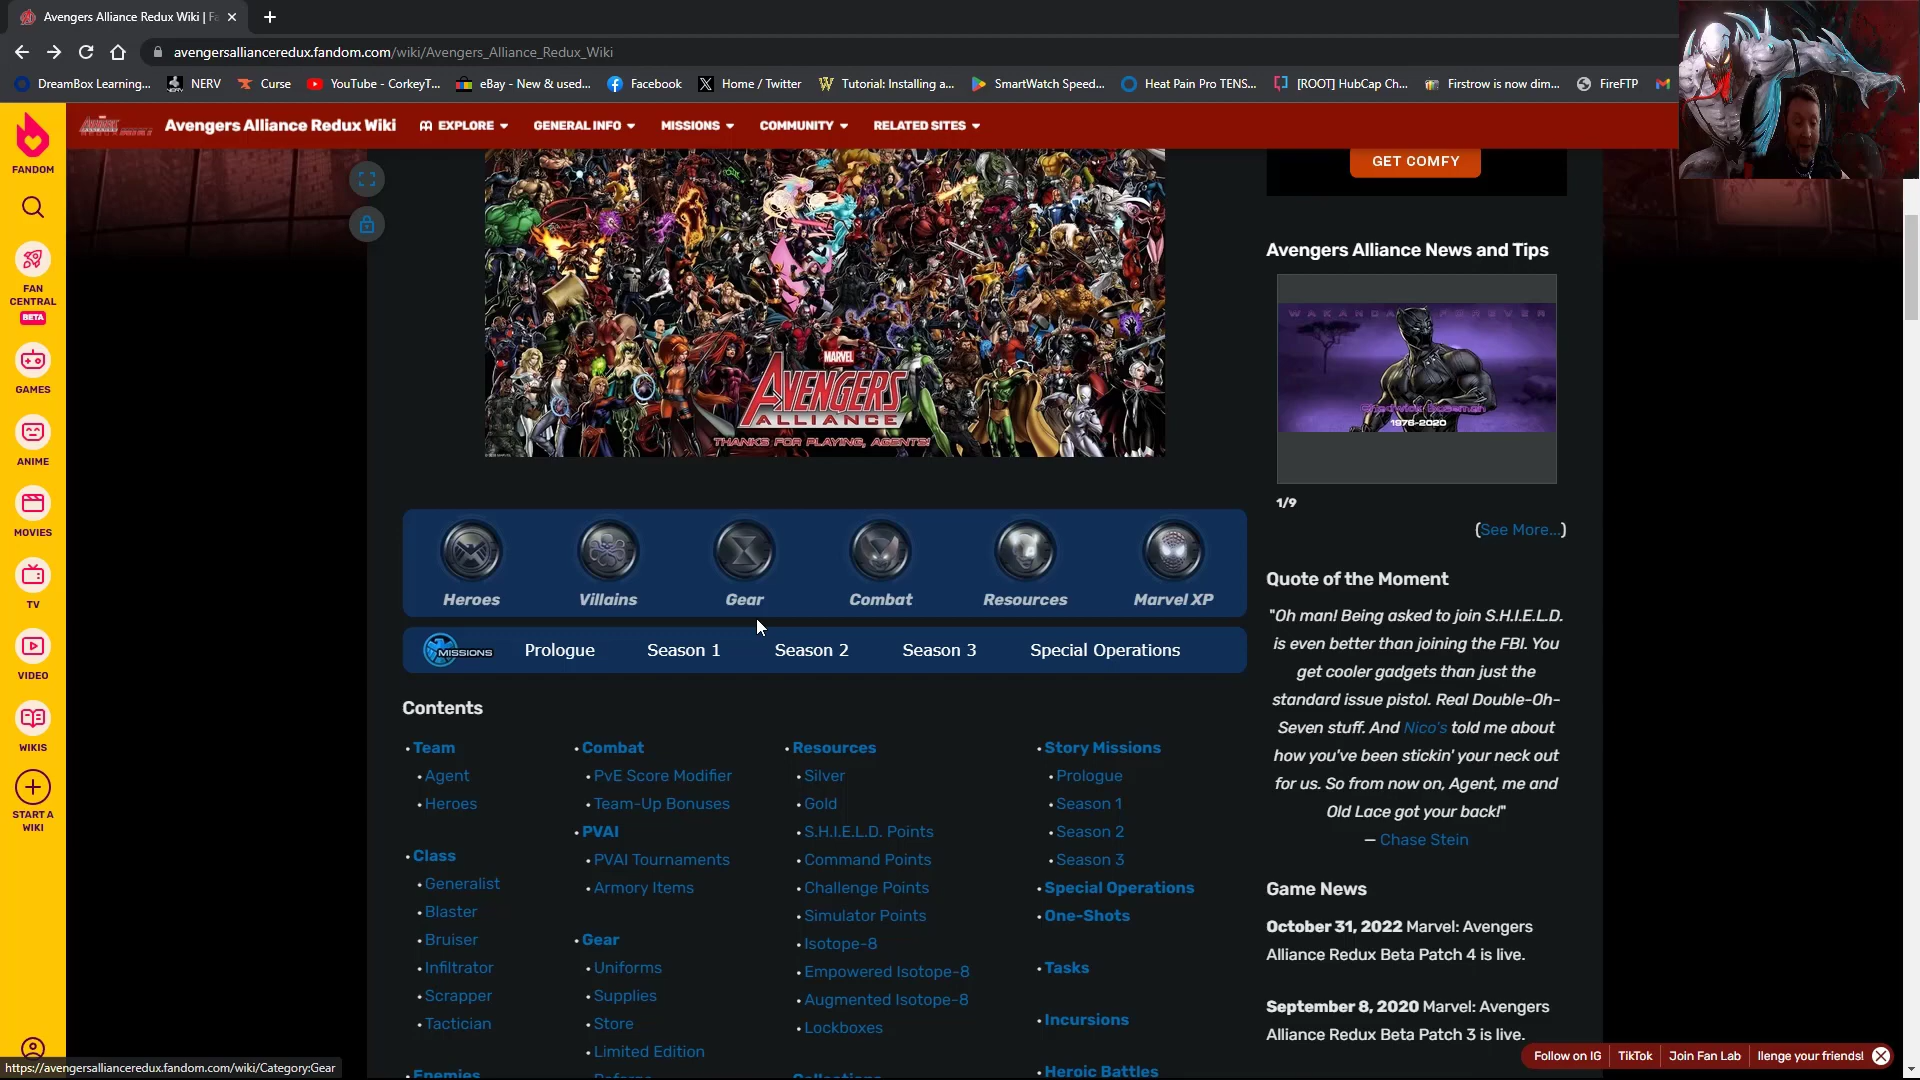 Avengers Alliance Redux Wiki | Fa
avengersallianceredux.fandom.com/wiki/Avengers_Alliance_Redux_Wiki
DreamBox Learning... NERV Curse YouTube - CorkeyT... eBay - New & used... Facebook Home / Twitter Tutorial: Installing a... SmartWatch Speed... Heat Pain Pro TENS... [ROOT] HubCap Ch... Firstrow is now dim... FireFTP
Avengers Alliance Redux Wiki EXPLORE GENERAL INFO MISSIONS COMMUNITY RELATED SITES
FANDOM
FAN CENTRAL
BETA
GAMES
ANIME
MOVIES
TV
VIDEO
WIKIS
START A WIKI
MARVEL
AVENGERS
ALLIANCE
THANKS FOR PLAYING, AGENTS!
Heroes Villains Gear Combat Resources Marvel XP
MISSIONS Prologue Season 1 Season 2 Season 3 Special Operations
Contents
Team
Agent
Heroes
Class
Generalist
Blaster
Bruiser
Infiltrator
Scrapper
Tactician
Enemies
Combat
PvE Score Modifier
Team-Up Bonuses
PVAI
PVAI Tournaments
Armory Items
Gear
Uniforms
Supplies
Store
Limited Edition
Resources
Silver
Gold
S.H.I.E.L.D. Points
Command Points
Challenge Points
Simulator Points
Isotope-8
Empowered Isotope-8
Augmented Isotope-8
Lockboxes
Collections
Story Missions
Prologue
Season 1
Season 2
Season 3
Special Operations
One-Shots
Tasks
Incursions
Heroic Battles
GET COMFY
Avengers Alliance News and Tips
WAKANDA FOREVER
Chadwick Boseman
1976-2020
1/9
(See More...)
Quote of the Moment
"Oh man! Being asked to join S.H.I.E.L.D.
is even better than joining the FBI. You
get cooler gadgets than just the
standard issue pistol. Real Double-Oh-
Seven stuff. And Nico's told me about
how you've been stickin' your neck out
for us. So from now on, Agent, me and
Old Lace got your back!"
— Chase Stein
Game News
October 31, 2022 Marvel: Avengers
Alliance Redux Beta Patch 4 is live.
September 8, 2020 Marvel: Avengers
Alliance Redux Beta Patch 3 is live.
Follow on IG TikTok Join Fan Lab llenge your friends!
https://avengersallianceredux.fandom.com/wiki/Category:Gear